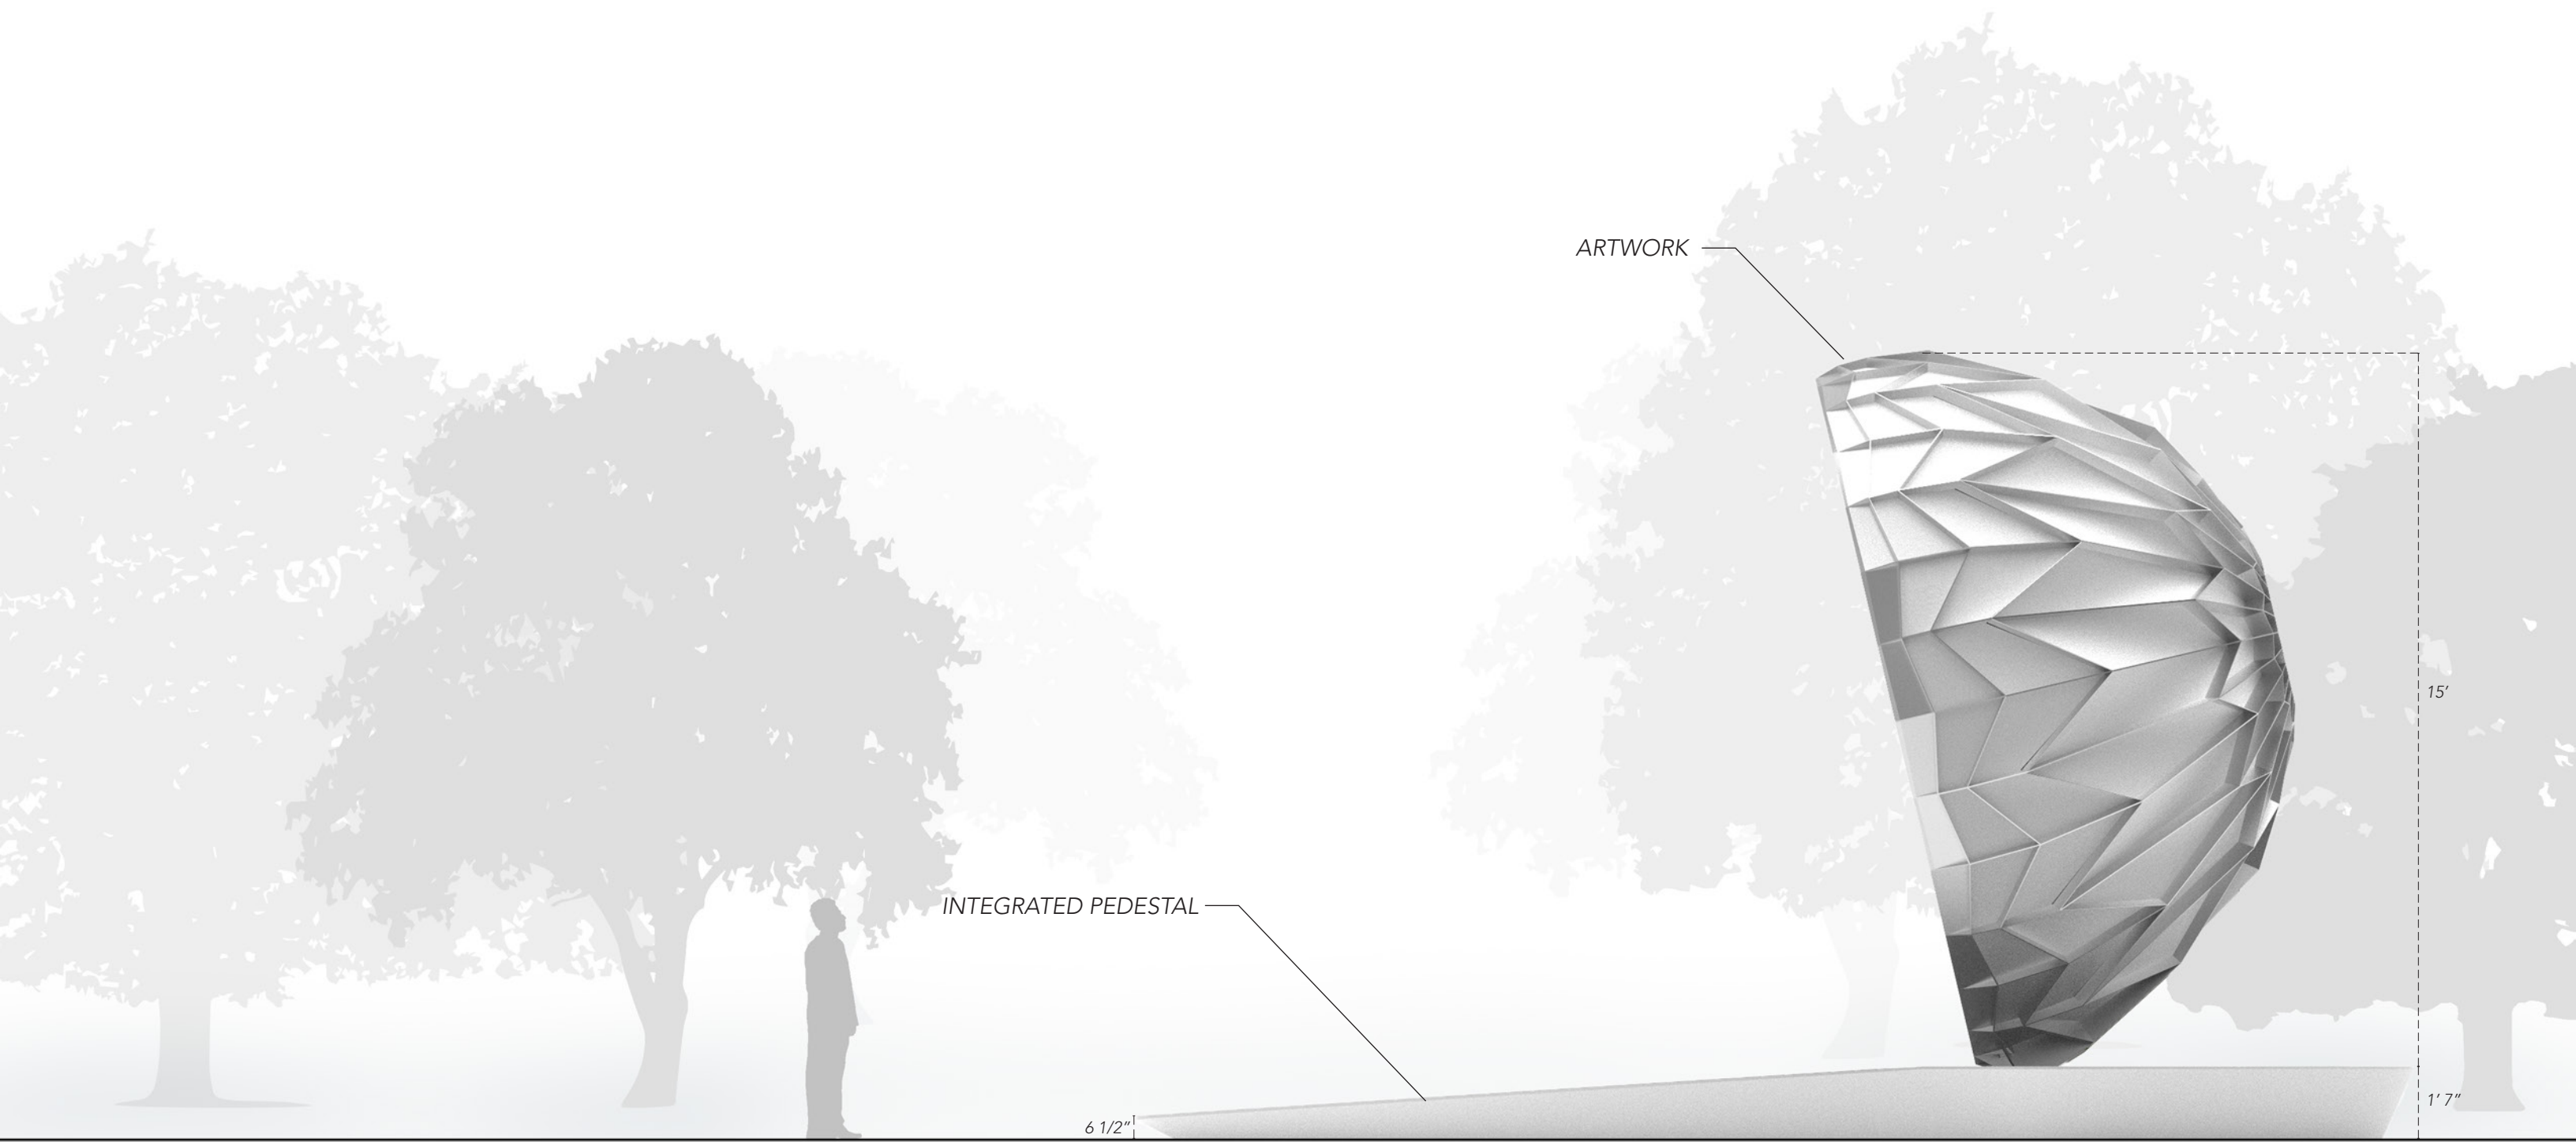 ARTWORK
15'
INTEGRATED PEDESTAL
1' 7"
6 1/2"